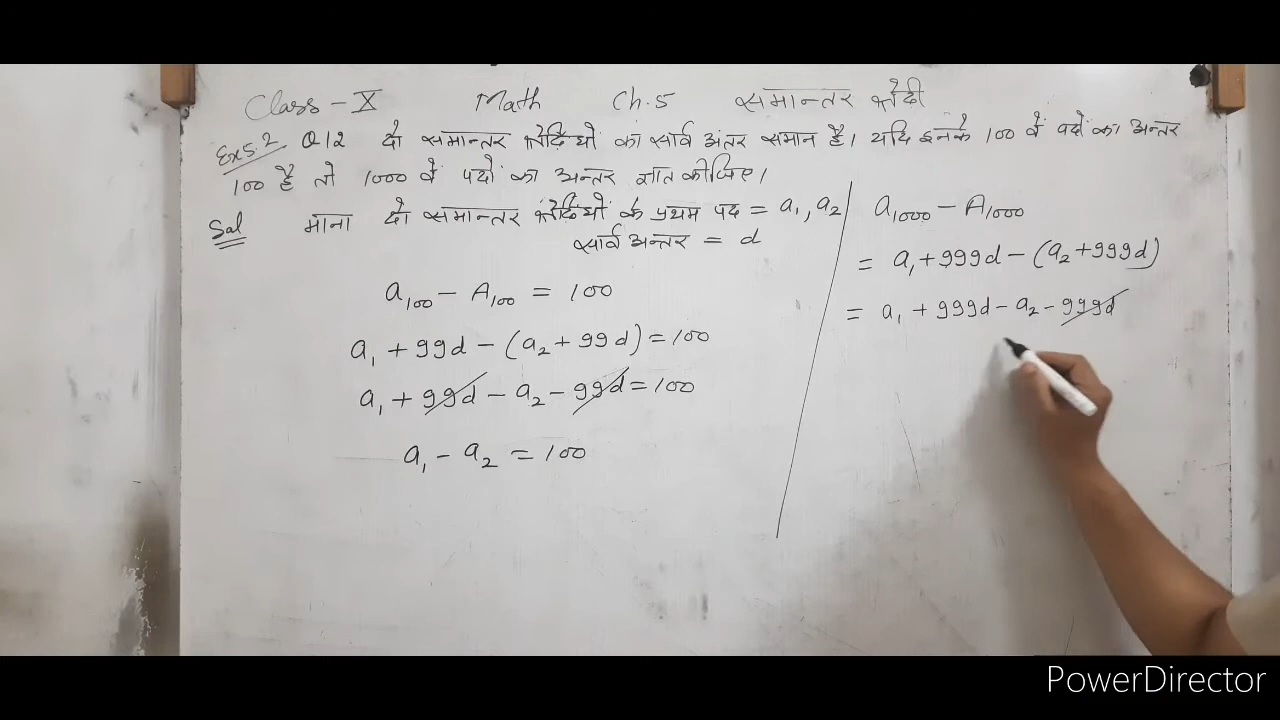 Class - X Math Ch.5 समान्तर श्रेढी
Ex 5.2 Q12 दो समान्तर श्रेढियों का सार्व अंतर समान है। यदि इनके 100 वें पदों का अन्तर
100 है तो 1000 वें पदों का अन्तर ज्ञात कीजिए।
Sol माना दो समान्तर श्रेढियों के प्रथम पद = a₁, a₂
सार्व अन्तर = d
a₁₀₀ - A₁₀₀ = 100
a₁ + 99d - (a₂ + 99d) = 100
a₁ + 99d - a₂ - 99d = 100
a₁ - a₂ = 100
a₁₀₀₀ - A₁₀₀₀
= a₁ + 999d - (a₂ + 999d)
= a₁ + 999d - a₂ - 999d
PowerDirector